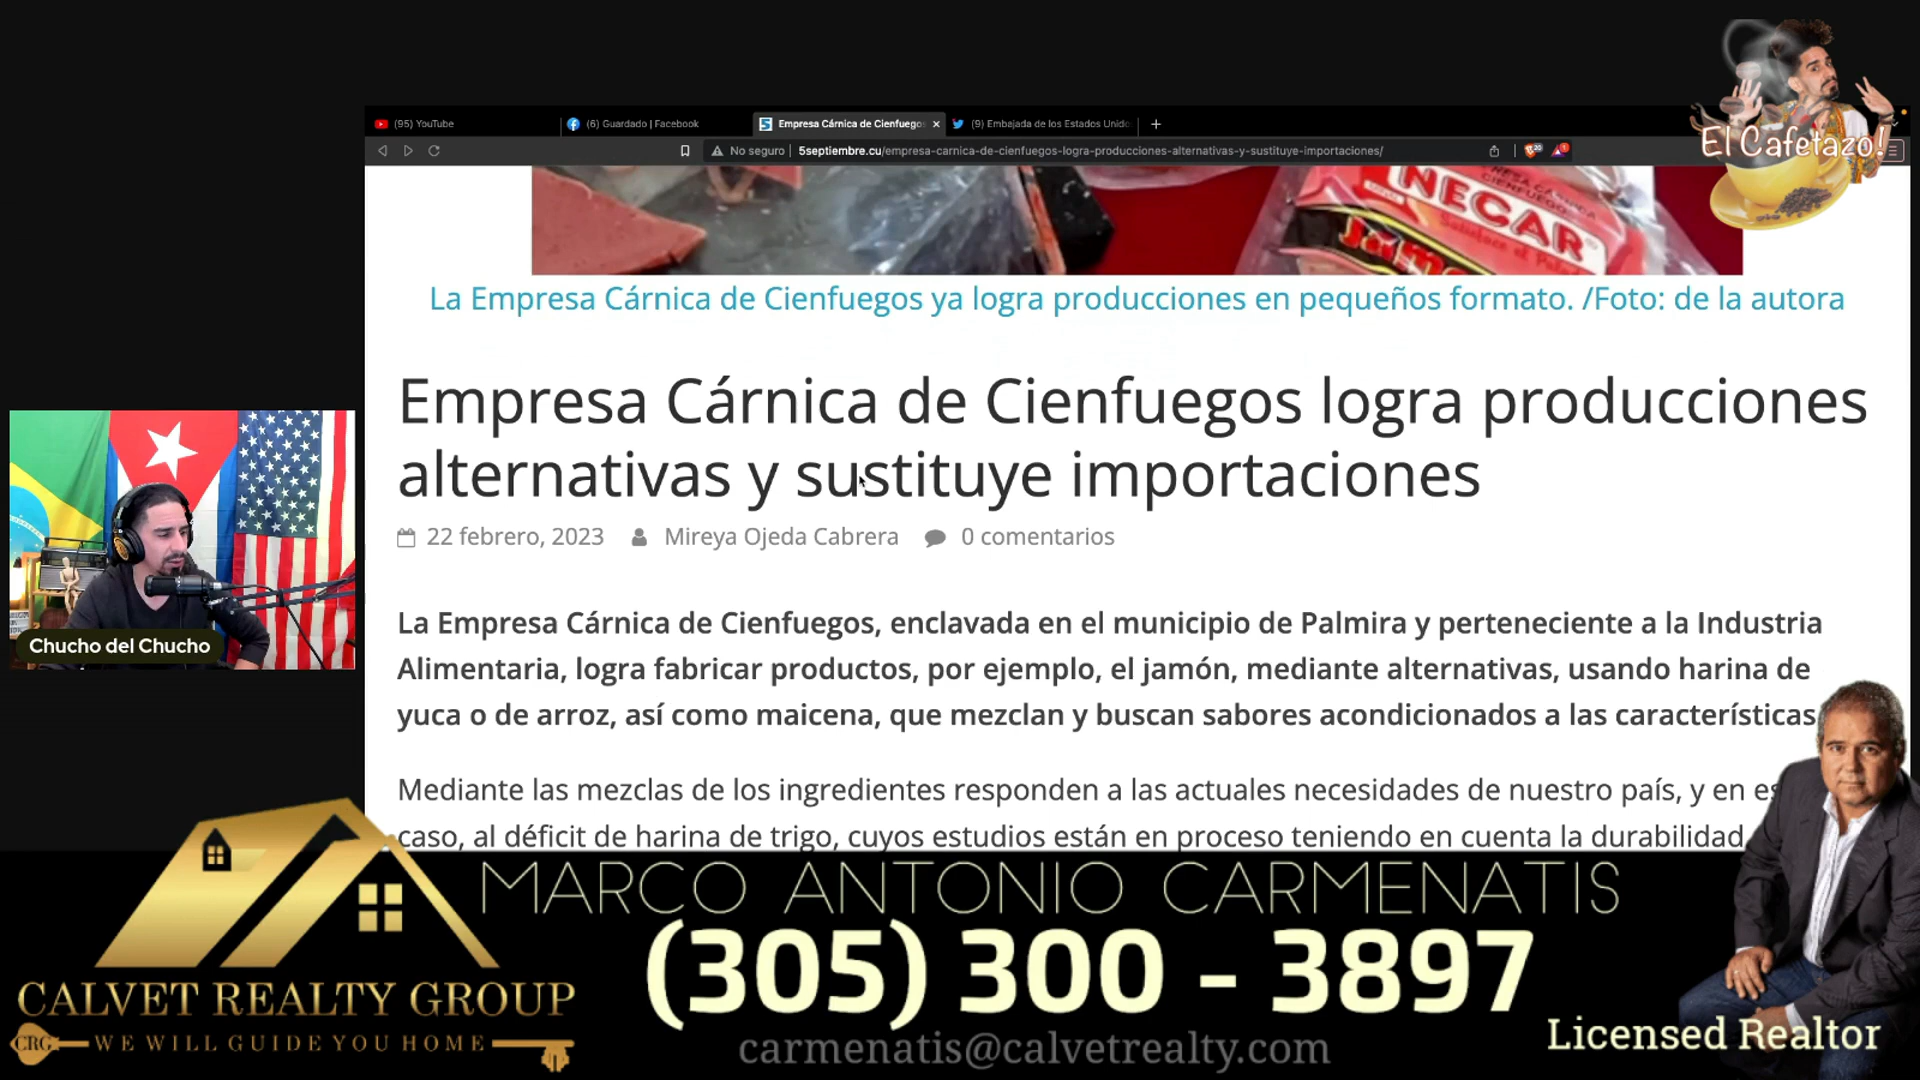 (95) YouTube
(6) Guardado | Facebook
Empresa Cárnica de Cienfuegos
(9) Embajada de los Estados Unido
No seguro
5septiembre.cu/empresa-carnica-de-cienfuegos-logra-producciones-alternativas-y-sustituye-importaciones/
El Cafetazo!
NECAR
La Empresa Cárnica de Cienfuegos ya logra producciones en pequeños formato. /Foto: de la autora
Empresa Cárnica de Cienfuegos logra producciones
alternativas y sustituye importaciones
22 febrero, 2023 Mireya Ojeda Cabrera 0 comentarios
La Empresa Cárnica de Cienfuegos, enclavada en el municipio de Palmira y perteneciente a la Industria
Alimentaria, logra fabricar productos, por ejemplo, el jamón, mediante alternativas, usando harina de
yuca o de arroz, así como maicena, que mezclan y buscan sabores acondicionados a las características
Mediante las mezclas de los ingredientes responden a las actuales necesidades de nuestro país, y en
caso, al déficit de harina de trigo, cuyos estudios están en proceso teniendo en cuenta la durabilidad
Chucho del Chucho
MARCO ANTONIO CARMENATIS
(305) 300 - 3897
carmenatis@calvetrealty.com
Licensed Realtor
CALVET REALTY GROUP
CRG
WE WILL GUIDE YOU HOME